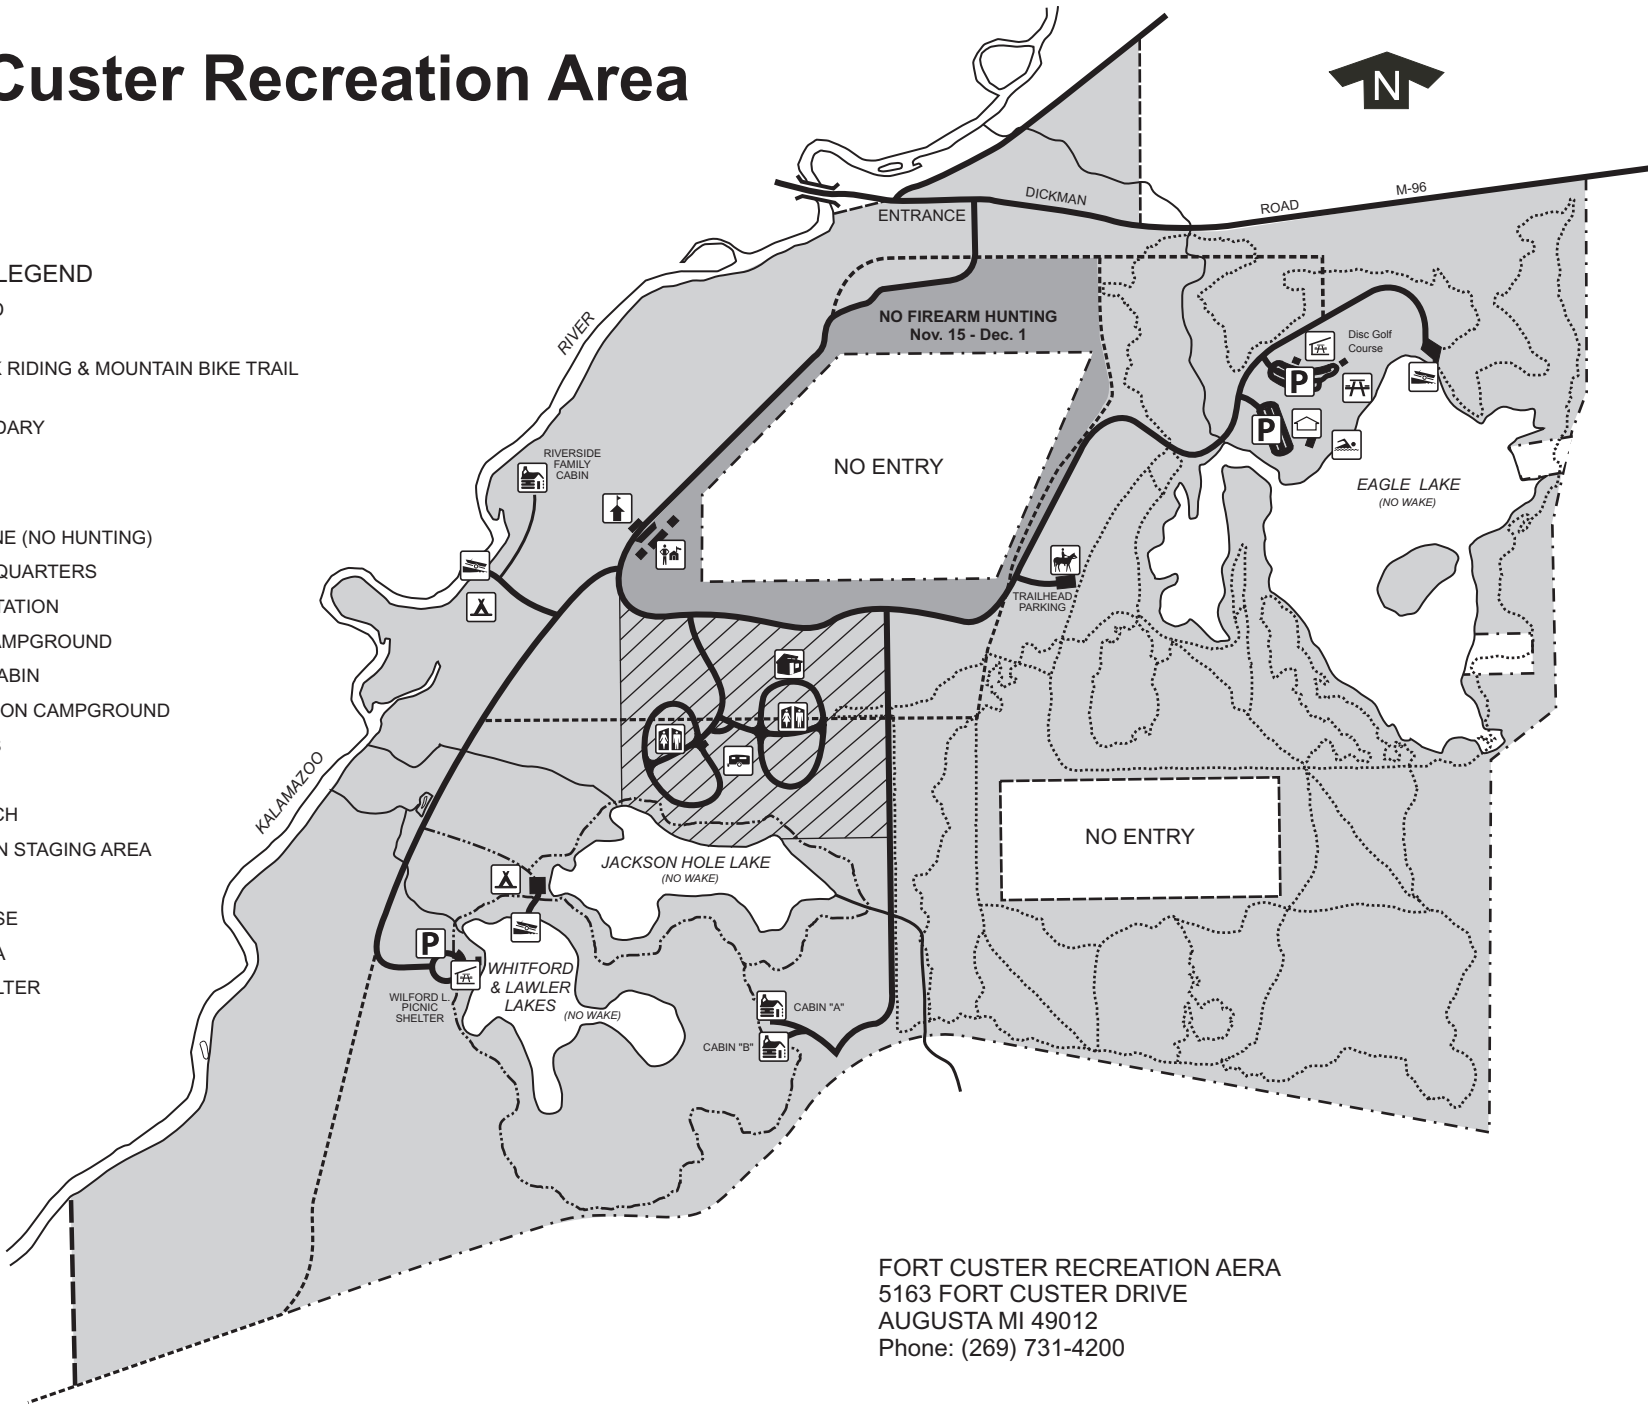 Custer Recreation Area
N
DICKMAN
ROAD
M-96
ENTRANCE
LEGEND
RIDING & MOUNTAIN BIKE TRAIL
DARY
NE (NO HUNTING)
QUARTERS
TATION
AMPGROUND
ABIN
ON CAMPGROUND
CH
N STAGING AREA
SE
A
LTER
RIVER
NO FIREARM HUNTING
Nov. 15 - Dec. 1
Disc Golf
Course
P
P
NO ENTRY
RIVERSIDE
FAMILY
CABIN
EAGLE LAKE
(NO WAKE)
TRAILHEAD
PARKING
KALAMAZOO
NO ENTRY
JACKSON HOLE LAKE
(NO WAKE)
P
WHITFORD
& LAWLER
LAKES
(NO WAKE)
WILFORD L.
PICNIC
SHELTER
CABIN "A"
CABIN "B"
FORT CUSTER RECREATION AERA
5163 FORT CUSTER DRIVE
AUGUSTA MI 49012
Phone: (269) 731-4200